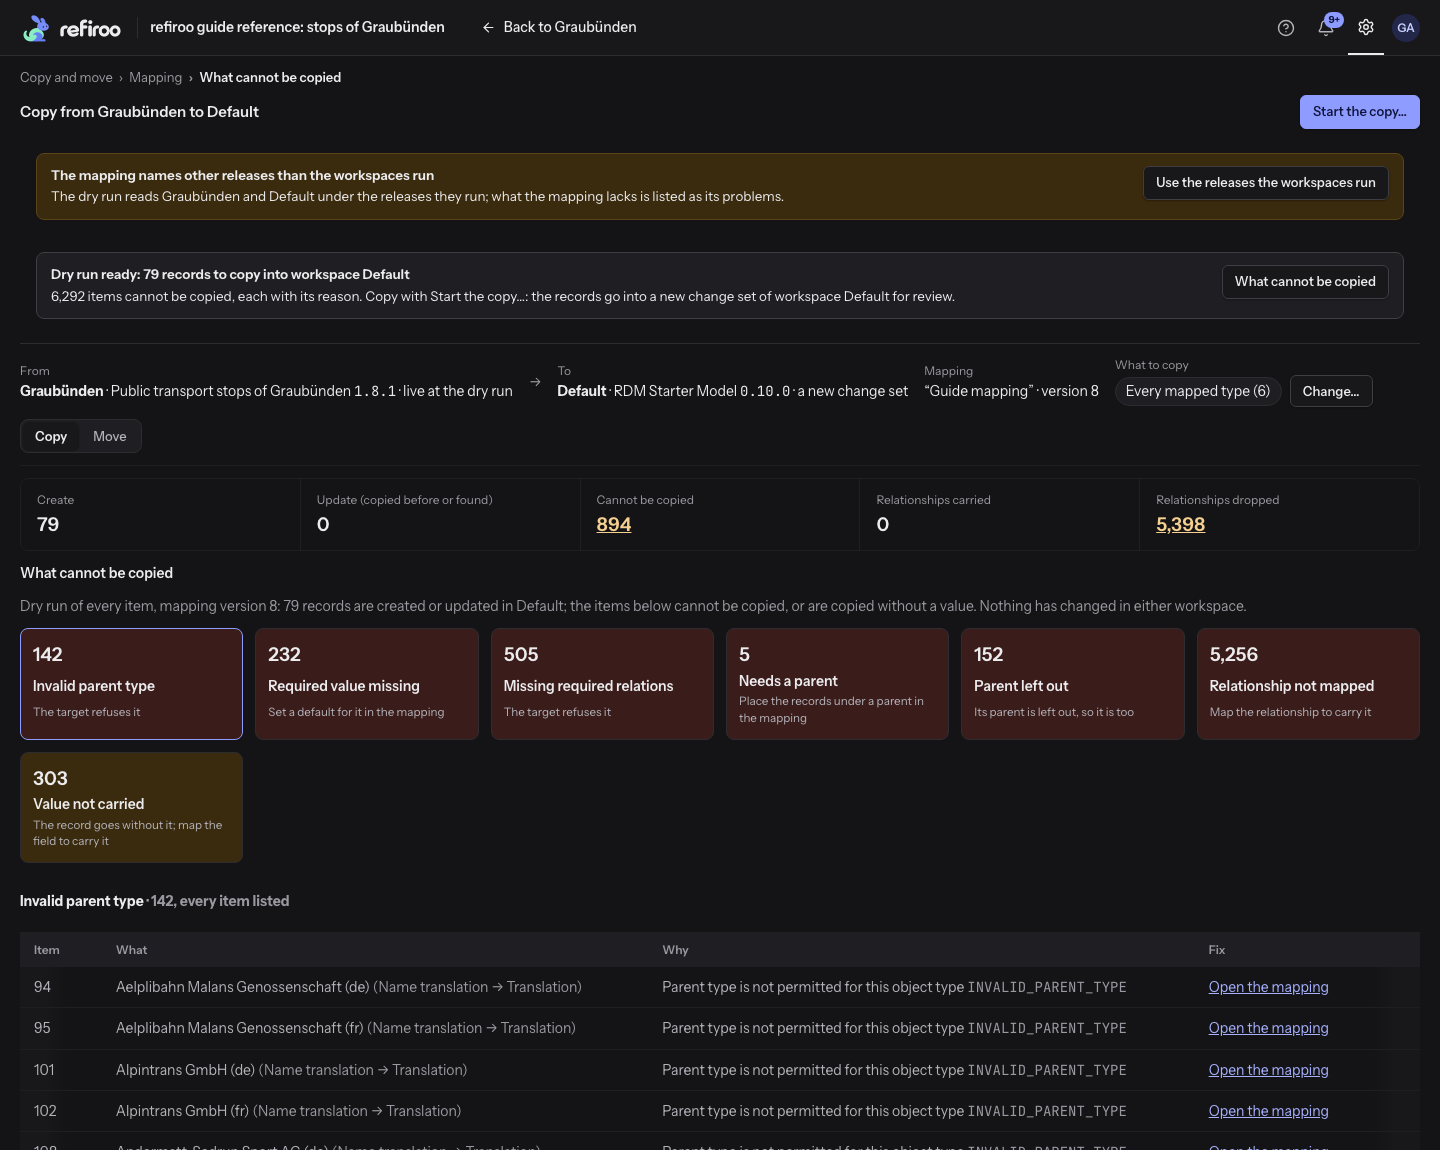 refiroo
refiroo guide reference: stops of Graubünden
← Back to Graubünden
9+
GA
Copy and move › Mapping › What cannot be copied
Copy from Graubünden to Default
Start the copy…
The mapping names other releases than the workspaces run
The dry run reads Graubünden and Default under the releases they run; what the mapping lacks is listed as its problems.
Use the releases the workspaces run
Dry run ready: 79 records to copy into workspace Default
6,292 items cannot be copied, each with its reason. Copy with Start the copy…: the records go into a new change set of workspace Default for review.
What cannot be copied
From
Graubünden · Public transport stops of Graubünden 1.8.1 · live at the dry run
→
To
Default · RDM Starter Model 0.10.0 · a new change set
Mapping
“Guide mapping” · version 8
What to copy
Every mapped type (6)
Change…
Copy
Move
Create
79
Update (copied before or found)
0
Cannot be copied
894
Relationships carried
0
Relationships dropped
5,398
What cannot be copied
Dry run of every item, mapping version 8: 79 records are created or updated in Default; the items below cannot be copied, or are copied without a value. Nothing has changed in either workspace.
142
Invalid parent type
The target refuses it
232
Required value missing
Set a default for it in the mapping
505
Missing required relations
The target refuses it
5
Needs a parent
Place the records under a parent in
the mapping
152
Parent left out
Its parent is left out, so it is too
5,256
Relationship not mapped
Map the relationship to carry it
303
Value not carried
The record goes without it; map the
field to carry it
Invalid parent type · 142, every item listed
Item What Why Fix
94 Aelplibahn Malans Genossenschaft (de) (Name translation → Translation) Parent type is not permitted for this object type INVALID_PARENT_TYPE Open the mapping
95 Aelplibahn Malans Genossenschaft (fr) (Name translation → Translation) Parent type is not permitted for this object type INVALID_PARENT_TYPE Open the mapping
101 Alpintrans GmbH (de) (Name translation → Translation) Parent type is not permitted for this object type INVALID_PARENT_TYPE Open the mapping
102 Alpintrans GmbH (fr) (Name translation → Translation) Parent type is not permitted for this object type INVALID_PARENT_TYPE Open the mapping